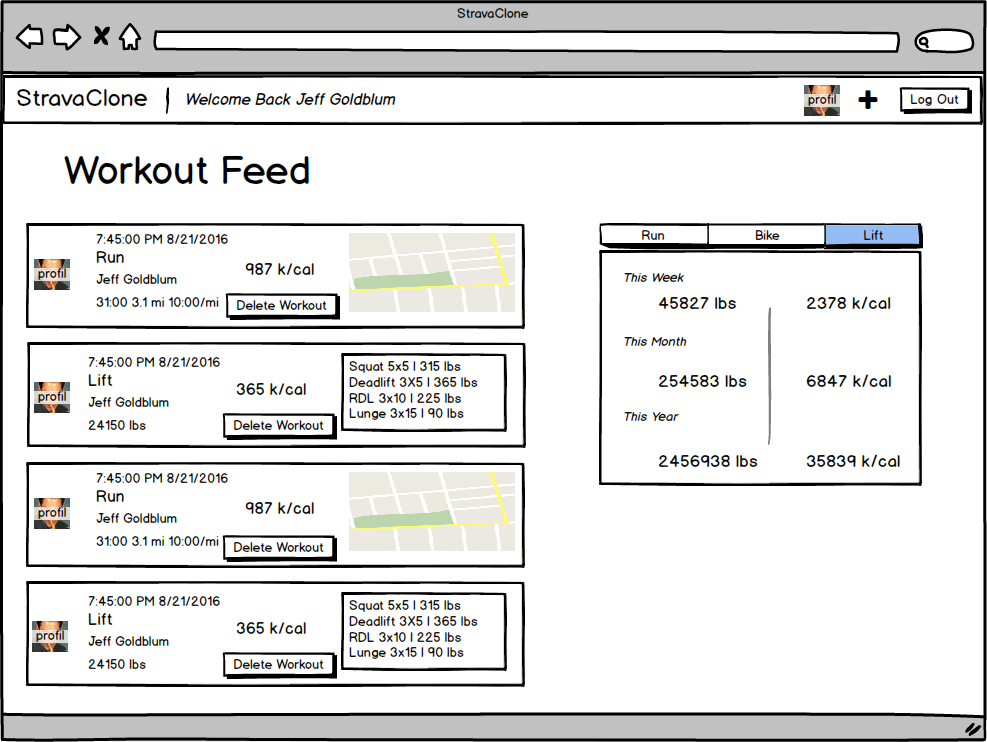 StravaClone
StravaClone | Welcome Back Jeff Goldblum
profil
Log Out
Workout Feed
7:45:00 PM 8/21/2016
Run
profil
Jeff Goldblum
987 k/cal
31:00 3.1 mi 10:00/mi
Delete Workout
7:45:00 PM 8/21/2016
Lift
profil
Jeff Goldblum
365 k/cal
24150 lbs
Delete Workout
Squat 5x5 | 315 lbs
Deadlift 3X5 | 365 lbs
RDL 3x10 | 225 lbs
Lunge 3x15 | 90 lbs
7:45:00 PM 8/21/2016
Run
profil
Jeff Goldblum
987 k/cal
31:00 3.1 mi 10:00/mi
Delete Workout
7:45:00 PM 8/21/2016
Lift
profil
Jeff Goldblum
365 k/cal
24150 lbs
Delete Workout
Squat 5x5 | 315 lbs
Deadlift 3X5 | 365 lbs
RDL 3x10 | 225 lbs
Lunge 3x15 | 90 lbs
Run Bike Lift
This Week
45827 lbs 2378 k/cal
This Month
254583 lbs 6847 k/cal
This Year
2456938 lbs 35839 k/cal